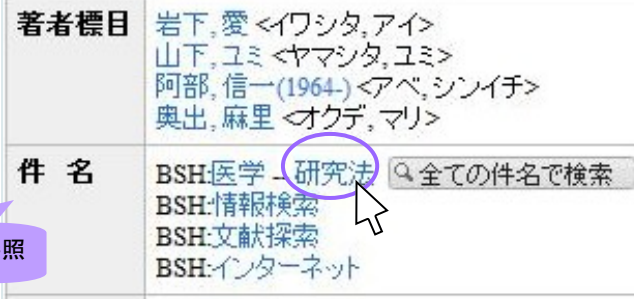 著者標目
岩下, 愛 <イワシタ, アイ>
山下, ユミ <ヤマシタ, ユミ>
阿部, 信一(1964-) <アベ, シンイチ>
奥出, 麻里 <オクデ, マリ>
件 名
BSH:医学 -- 研究法 全ての件名で検索
BSH:情報検索
BSH:文献探索
BSH:インターネット
照